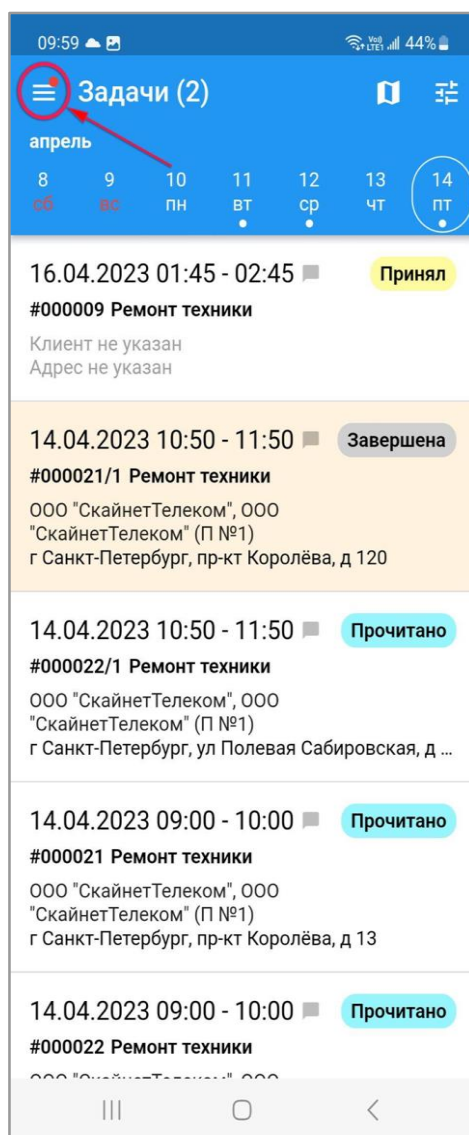 09:59 44%
Задачи (2)
апрель
8 9 10 11 12 13 14
сб вс пн вт ср чт пт
16.04.2023 01:45 - 02:45 Принял
#000009 Ремонт техники
Клиент не указан
Адрес не указан
14.04.2023 10:50 - 11:50 Завершена
#000021/1 Ремонт техники
ООО "СкайнетТелеком", ООО
"СкайнетТелеком" (П №1)
г Санкт-Петербург, пр-кт Королёва, д 120
14.04.2023 10:50 - 11:50 Прочитано
#000022/1 Ремонт техники
ООО "СкайнетТелеком", ООО
"СкайнетТелеком" (П №1)
г Санкт-Петербург, ул Полевая Сабировская, д ...
14.04.2023 09:00 - 10:00 Прочитано
#000021 Ремонт техники
ООО "СкайнетТелеком", ООО
"СкайнетТелеком" (П №1)
г Санкт-Петербург, пр-кт Королёва, д 13
14.04.2023 09:00 - 10:00 Прочитано
#000022 Ремонт техники